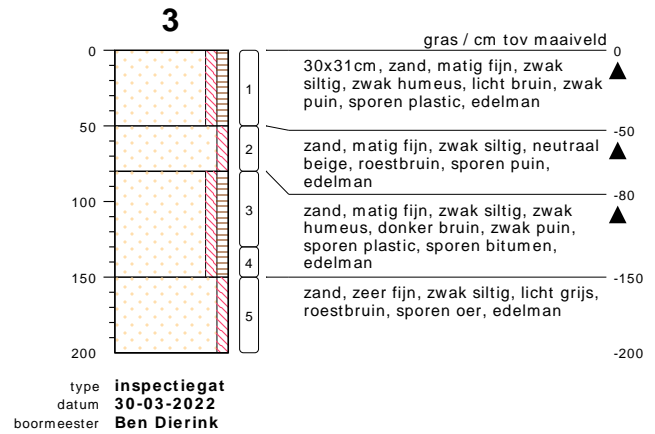 3
gras / cm tov maaiveld
0
0
30x31cm, zand, matig fijn, zwak
siltig, zwak humeus, licht bruin, zwak
puin, sporen plastic, edelman
1
50
-50
zand, matig fijn, zwak siltig, neutraal
beige, roestbruin, sporen puin,
edelman
2
-80
100
zand, matig fijn, zwak siltig, zwak
humeus, donker bruin, zwak puin,
sporen plastic, sporen bitumen,
edelman
3
4
150
-150
zand, zeer fijn, zwak siltig, licht grijs,
roestbruin, sporen oer, edelman
5
200
-200
type inspectiegat
datum 30-03-2022
boormeester Ben Dierink